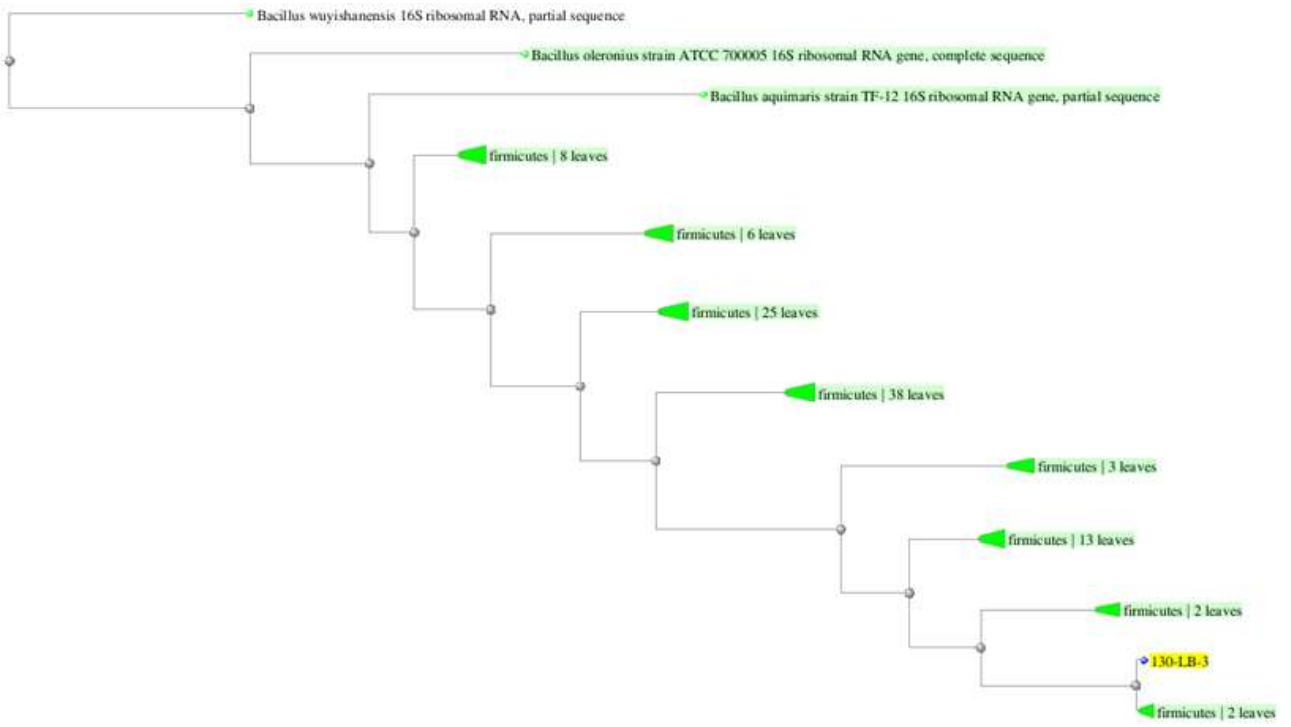 Bacillus wuyishanensis 16S ribosomal RNA, partial sequence
Bacillus oleronius strain ATCC 700005 16S ribosomal RNA gene, complete sequence
Bacillus aquimaris strain TF-12 16S ribosomal RNA gene, partial sequence
firmicutes | 8 leaves
firmicutes | 6 leaves
firmicutes | 25 leaves
firmicutes | 38 leaves
firmicutes | 3 leaves
firmicutes | 13 leaves
firmicutes | 2 leaves
130-LB-3
firmicutes | 2 leaves